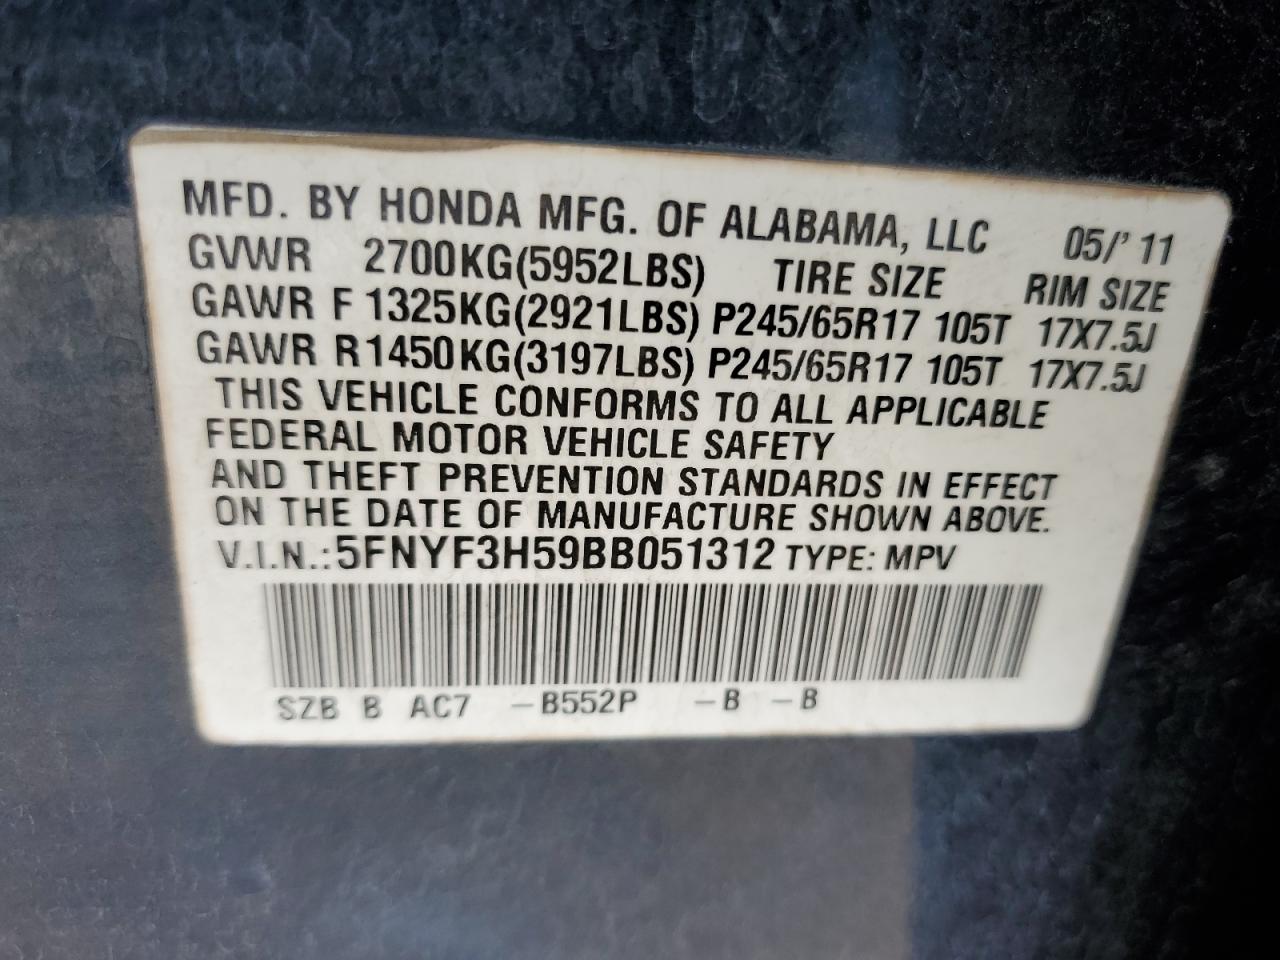 MFD. BY HONDA MFG. OF ALABAMA, LLC 05/' 11
GVWR 2700KG(5952LBS) TIRE SIZE RIM SIZE
GAWR F 1325KG(2921LBS) P245/65R17 105T 17X7.5J
GAWR R 1450KG(3197LBS) P245/65R17 105T 17X7.5J
THIS VEHICLE CONFORMS TO ALL APPLICABLE
FEDERAL MOTOR VEHICLE SAFETY
AND THEFT PREVENTION STANDARDS IN EFFECT
ON THE DATE OF MANUFACTURE SHOWN ABOVE.
V.I.N.:5FNYF3H59BB051312 TYPE: MPV
SZB B AC7 -B552P -B -B